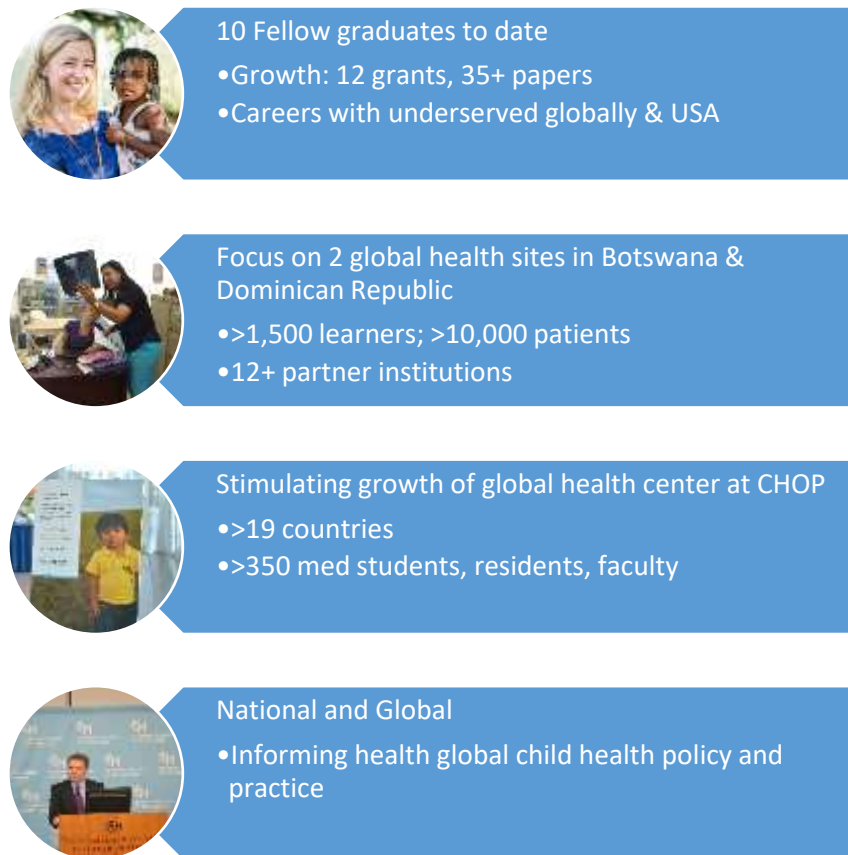 10 Fellow graduates to date
•Growth: 12 grants, 35+ papers
•Careers with underserved globally & USA
Focus on 2 global health sites in Botswana &
Dominican Republic
•>1,500 learners; >10,000 patients
•12+ partner institutions
Stimulating growth of global health center at CHOP
•>19 countries
•>350 med students, residents, faculty
National and Global
•Informing health global child health policy and
practice